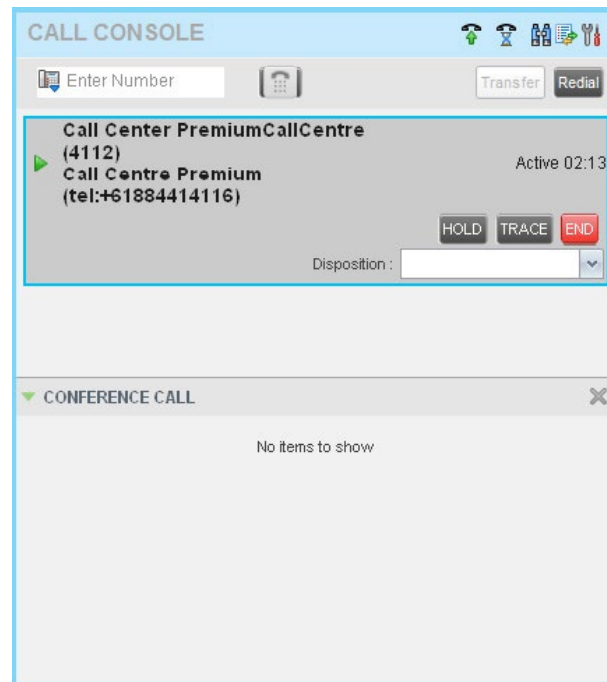 CALL CONSOLE
Enter Number
Transfer
Redial
Call Center PremiumCallCentre
(4112)
Call Centre Premium
(tel:+61884414116)
Active 02:13
HOLD
TRACE
END
Disposition :
CONFERENCE CALL
No items to show